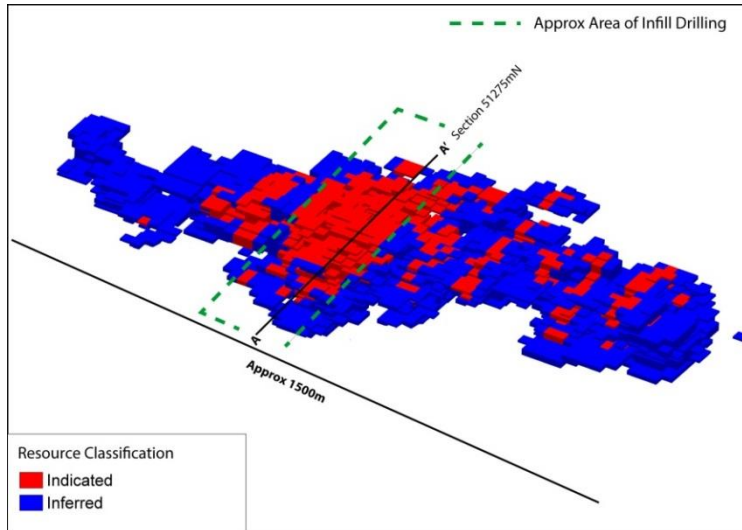 Approx Area of Infill Drilling
A' Section 51275mN
A
Approx 1500m
Resource Classification
Indicated
Inferred